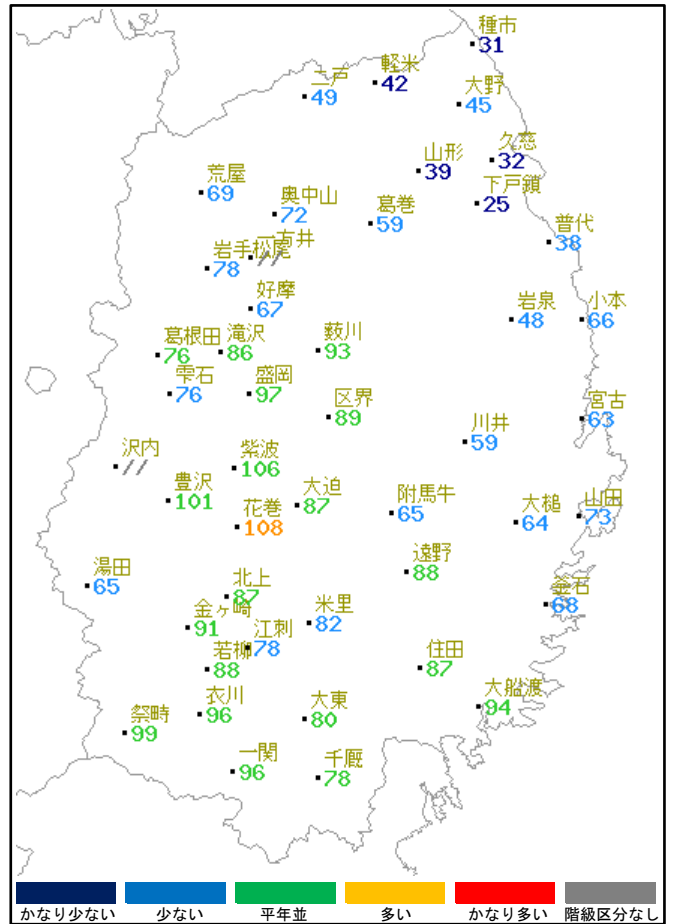 種市
31
軽米
42
二戸
49
大野
45
久慈
32
山形
39
荒屋
69
下戸鎖
25
奥中山
72
葛巻
59
普代
38
一方井
//
岩手松尾
78
好摩
67
岩泉
48
小本
66
葛根田
76
滝沢
86
薮川
93
雫石
76
盛岡
97
区界
89
宮古
63
川井
59
沢内
//
紫波
106
豊沢
101
大迫
87
附馬牛
65
花巻
108
大槌
64
山田
73
遠野
88
湯田
65
北上
87
釜石
68
金ヶ崎
91
米里
82
江刺
78
若柳
88
住田
87
衣川
96
大東
80
大船渡
94
祭畤
99
一関
96
千厩
78
かなり少ない 少ない 平年並 多い かなり多い 階級区分なし